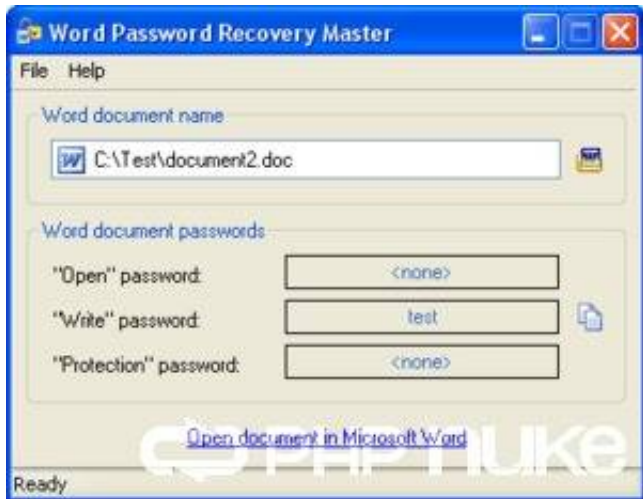 Word Password Recovery Master
File Help
Word document name
C:\Test\document2.doc
Word document passwords
"Open" password: <none>
"Write" password: test
"Protection" password: <none>
Open document in Microsoft Word
PHP nuke
Ready